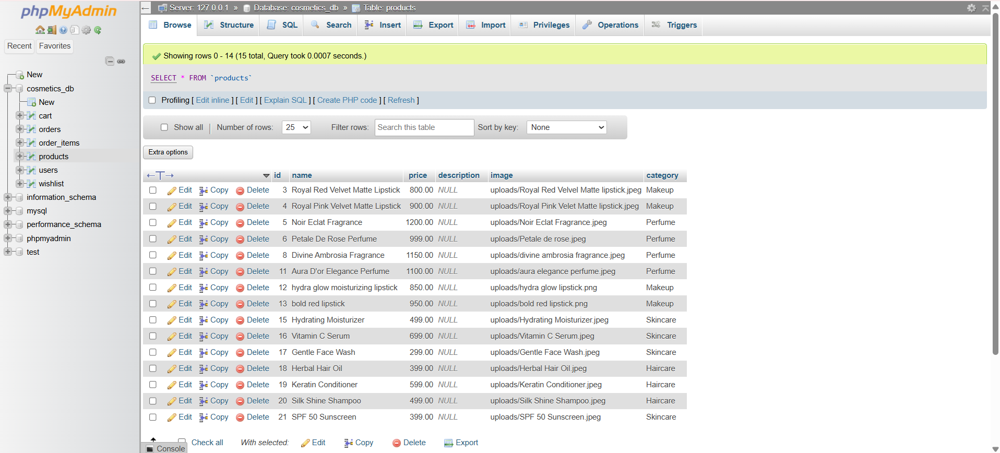 phpMyAdmin
Recent Favorites
New
cosmetics_db
New
cart
orders
order_items
products
users
wishlist
information_schema
mysql
performance_schema
phpmyadmin
test
Server: 127.0.0.1 » Database: cosmetics_db » Table: products
Browse Structure SQL Search Insert Export Import Privileges Operations Triggers
Showing rows 0 - 14 (15 total, Query took 0.0007 seconds.)
SELECT * FROM `products`
Profiling [ Edit inline ] [ Edit ] [ Explain SQL ] [ Create PHP code ] [ Refresh ]
Show all | Number of rows: 25 Filter rows: Search this table Sort by key: None
Extra options
←T→ id name price description image category
Edit Copy Delete 3 Royal Red Velvet Matte Lipstick 800.00 NULL uploads/Royal Red Velvel Matte lipstick.jpeg Makeup
Edit Copy Delete 4 Royal Pink Velvet Matte Lipstick 900.00 NULL uploads/Royal Pink Velet Matte lipstick.jpeg Makeup
Edit Copy Delete 5 Noir Eclat Fragrance 1200.00 NULL uploads/Noir Eclat Fragrance.jpeg Perfume
Edit Copy Delete 6 Petale De Rose Perfume 999.00 NULL uploads/Petale de rose.jpeg Perfume
Edit Copy Delete 8 Divine Ambrosia Fragrance 1150.00 NULL uploads/divine ambrosia fragrance.jpeg Perfume
Edit Copy Delete 11 Aura D'or Elegance Perfume 1100.00 NULL uploads/aura elegance perfume.jpeg Perfume
Edit Copy Delete 12 hydra glow moisturizing lipstick 850.00 NULL uploads/hydra glow lipstick.png Makeup
Edit Copy Delete 13 bold red lipstick 950.00 NULL uploads/bold red lipstick.png Makeup
Edit Copy Delete 15 Hydrating Moisturizer 499.00 NULL uploads/Hydrating Moisturizer.jpeg Skincare
Edit Copy Delete 16 Vitamin C Serum 699.00 NULL uploads/Vitamin C Serum.jpeg Skincare
Edit Copy Delete 17 Gentle Face Wash 299.00 NULL uploads/Gentle Face Wash.jpeg Skincare
Edit Copy Delete 18 Herbal Hair Oil 399.00 NULL uploads/Herbal Hair Oil.jpeg Haircare
Edit Copy Delete 19 Keratin Conditioner 599.00 NULL uploads/Keratin Conditioner.jpeg Haircare
Edit Copy Delete 20 Silk Shine Shampoo 499.00 NULL uploads/Silk Shine Shampoo.jpeg Haircare
Edit Copy Delete 21 SPF 50 Sunscreen 399.00 NULL uploads/SPF 50 Sunscreen.jpeg Skincare
Check all With selected: Edit Copy Delete Export
Console